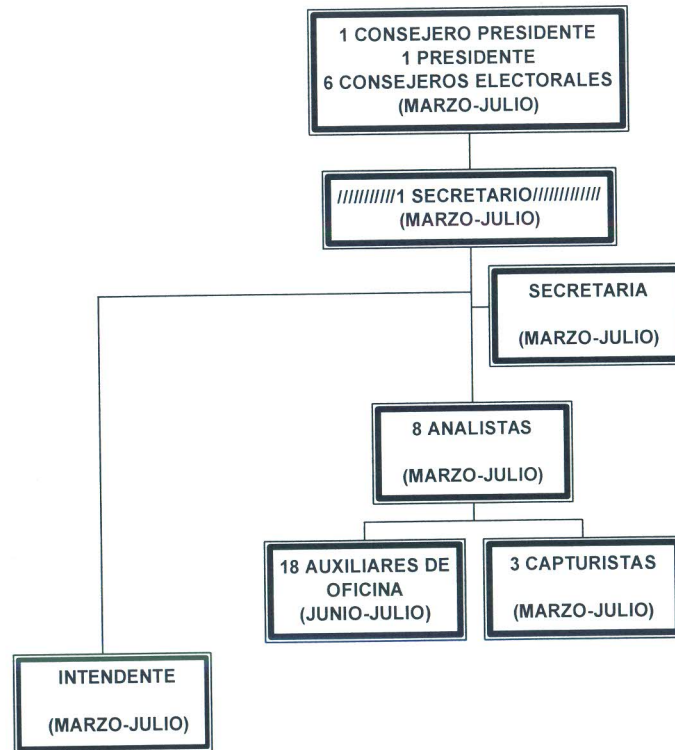 1 CONSEJERO PRESIDENTE
1 PRESIDENTE
6 CONSEJEROS ELECTORALES
(MARZO-JULIO)
///////////1 SECRETARIO/////////////
(MARZO-JULIO)
SECRETARIA
(MARZO-JULIO)
8 ANALISTAS
(MARZO-JULIO)
18 AUXILIARES DE
OFICINA
(JUNIO-JULIO)
3 CAPTURISTAS
(MARZO-JULIO)
INTENDENTE
(MARZO-JULIO)